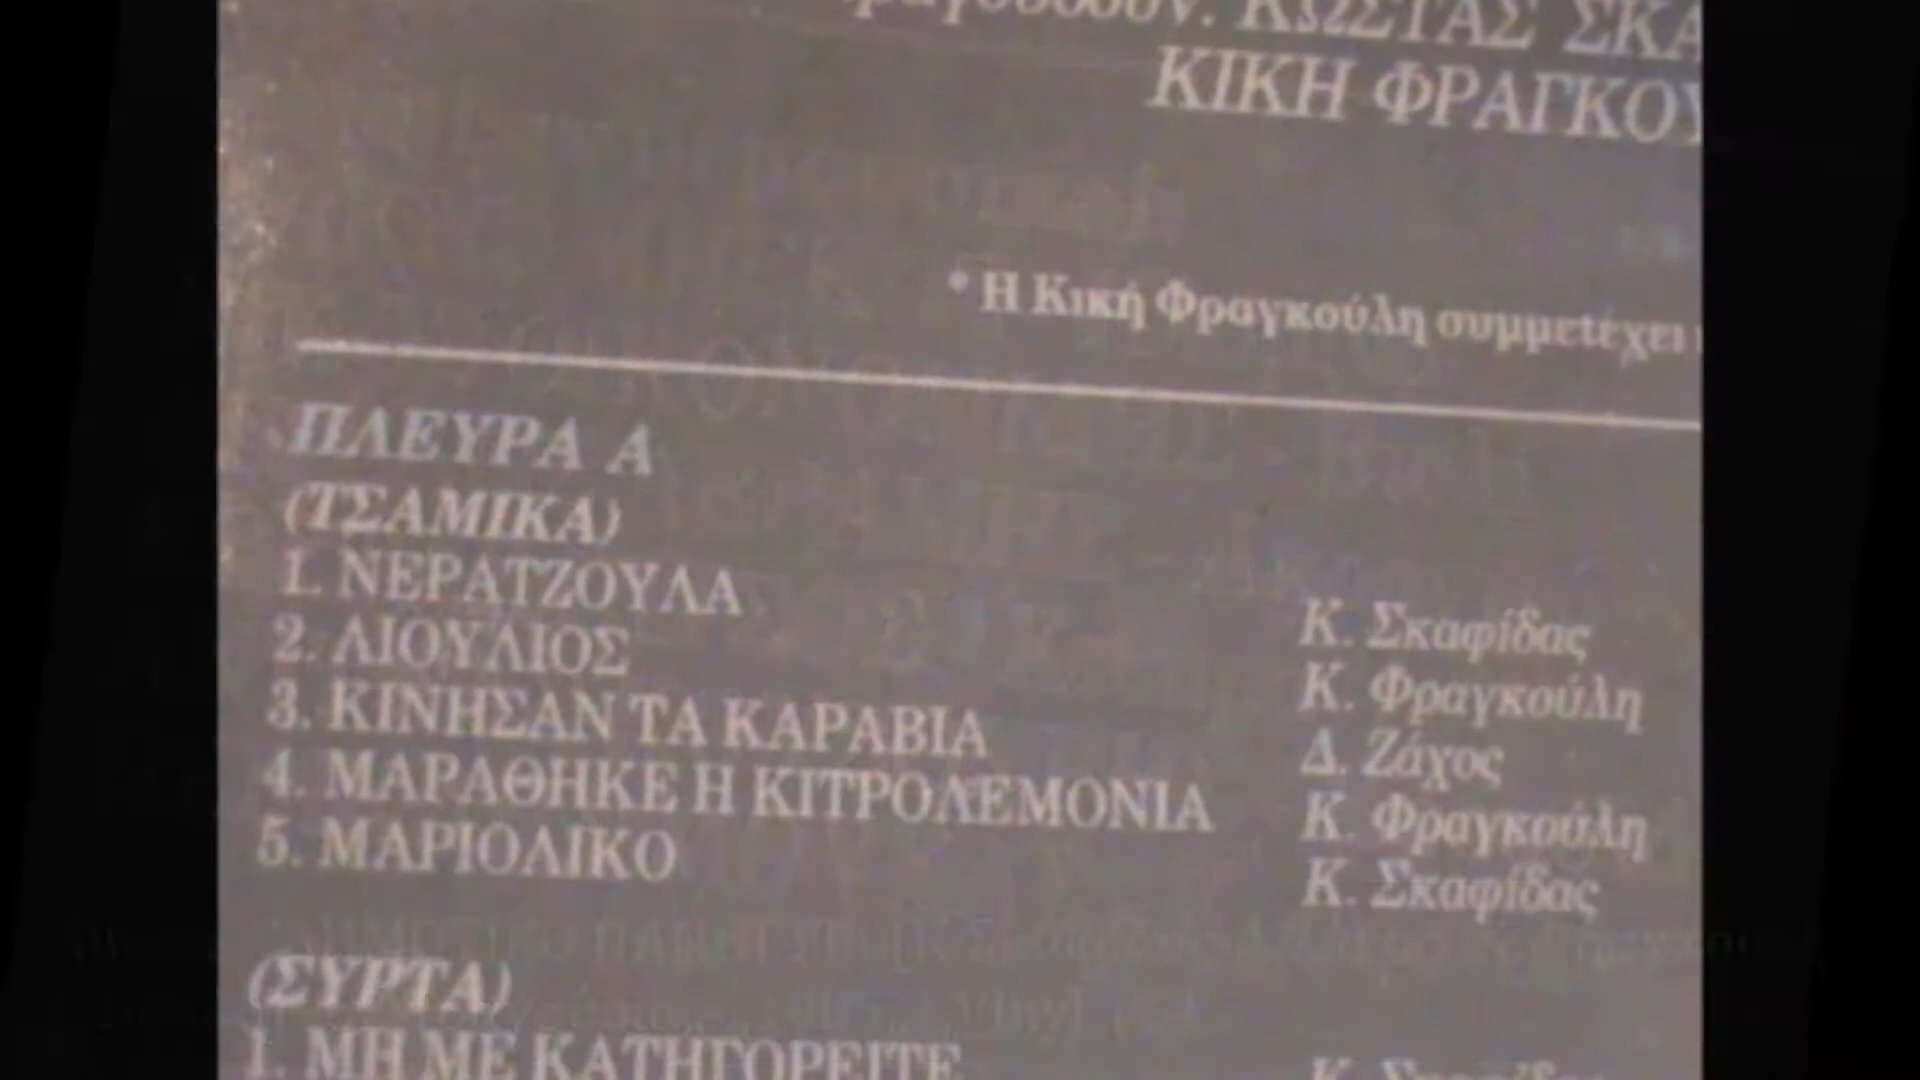 ΚΩΣΤΑΣ
ΚΙΚΗ
* Η Κική Φραγκούλη συμμετέχει
ΠΛΕΥΡΑ Α
(ΤΣΑΜΙΚΑ)
1. ΝΕΡΑΤΖΟΥΛΑ Κ. Σκαφίδας
2. ΛΙΟΥΛΙΟΣ Κ. Φραγκούλη
3. ΚΙΝΗΣΑΝ ΤΑ ΚΑΡΑΒΙΑ Δ. Ζάχος
4. ΜΑΡΑΘΗΚΕ Η ΚΙΤΡΟΛΕΜΟΝΙΑ Κ. Φραγκούλη
5. ΜΑΡΙΟΛΙΚΟ Κ. Σκαφίδας
(ΣΥΡΤΑ)
1. ΜΗ ΜΕ ΚΑΤΗΓΟΡΕΙΤΕ